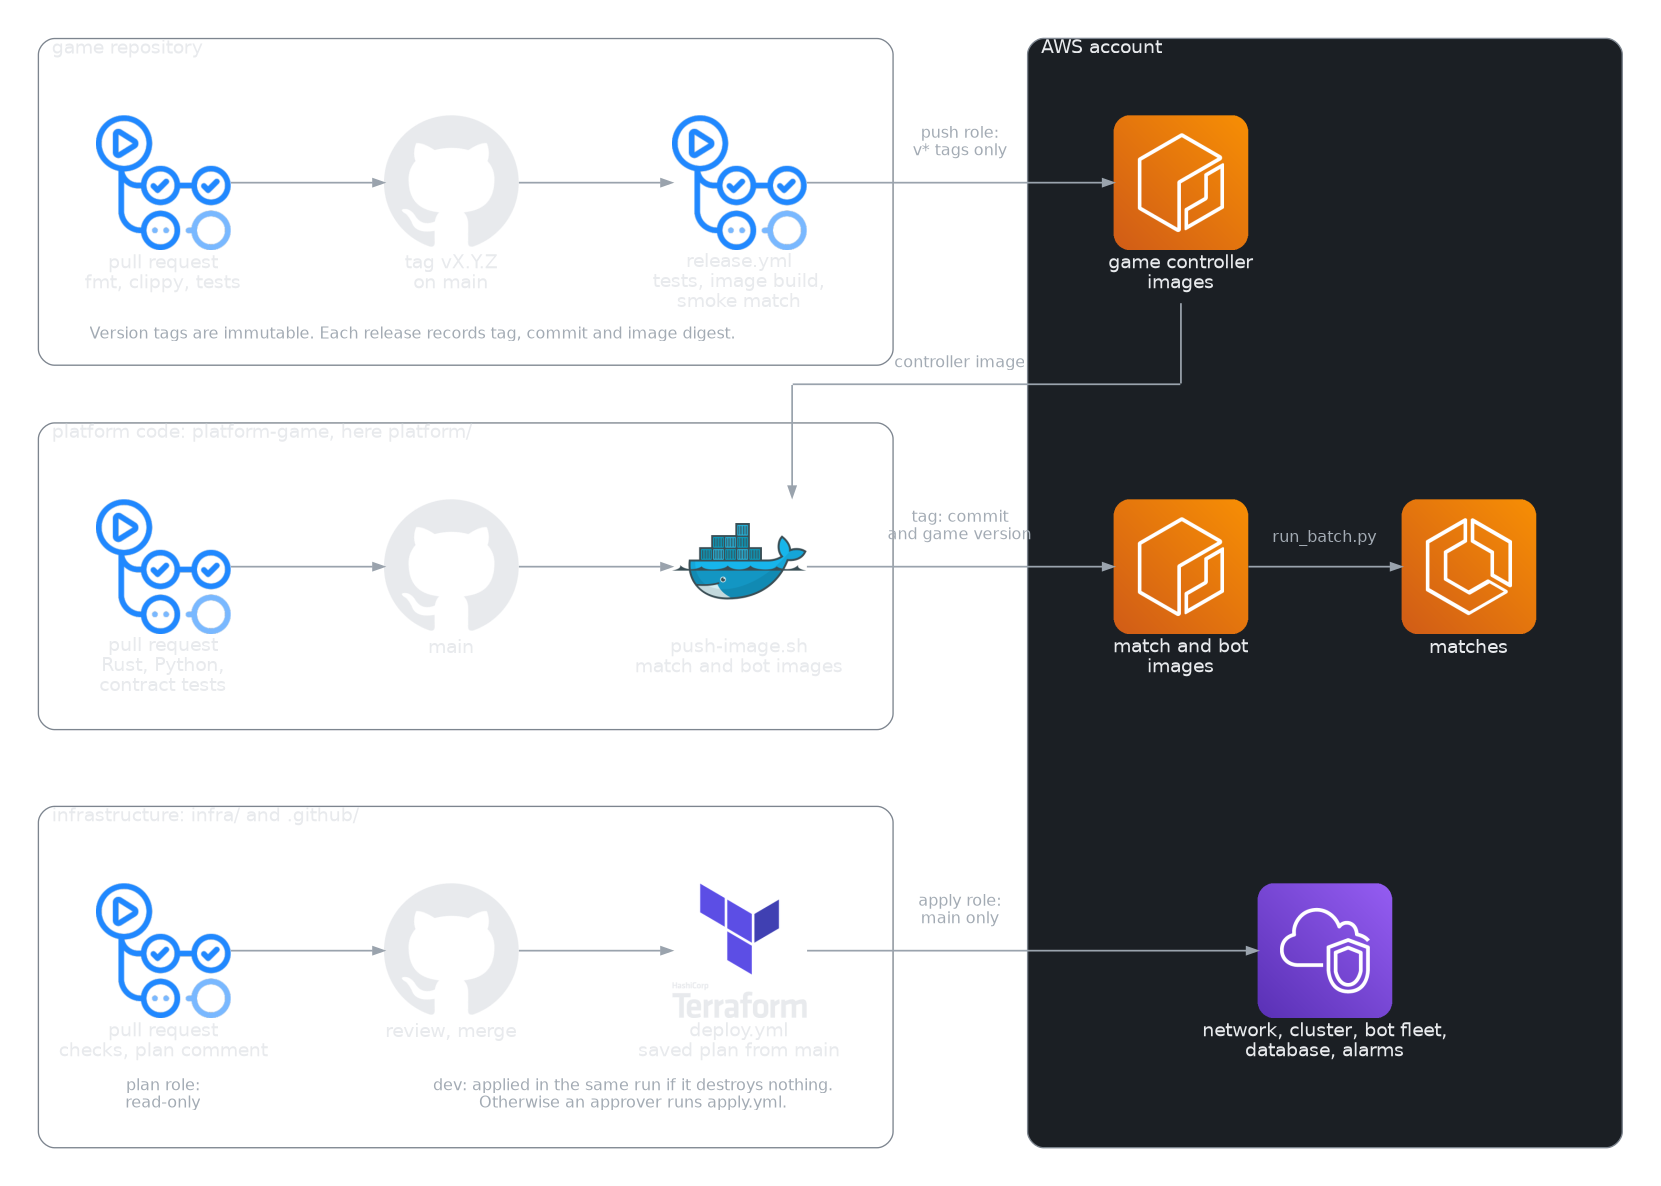 game repository
AWS account
push role:
v* tags only
pull request
fmt, clippy, tests
tag vX.Y.Z
on main
release.yml
tests, image build,
smoke match
game controller
images
Version tags are immutable. Each release records tag, commit and image digest.
controller image
platform code: platform-game, here platform/
tag: commit
and game version
run_batch.py
pull request
Rust, Python,
contract tests
main
push-image.sh
match and bot images
match and bot
images
matches
infrastructure: infra/ and .github/
apply role:
main only
HashiCorp
Terraform
pull request
checks, plan comment
review, merge
deploy.yml
saved plan from main
network, cluster, bot fleet,
database, alarms
plan role:
read-only
dev: applied in the same run if it destroys nothing.
Otherwise an approver runs apply.yml.